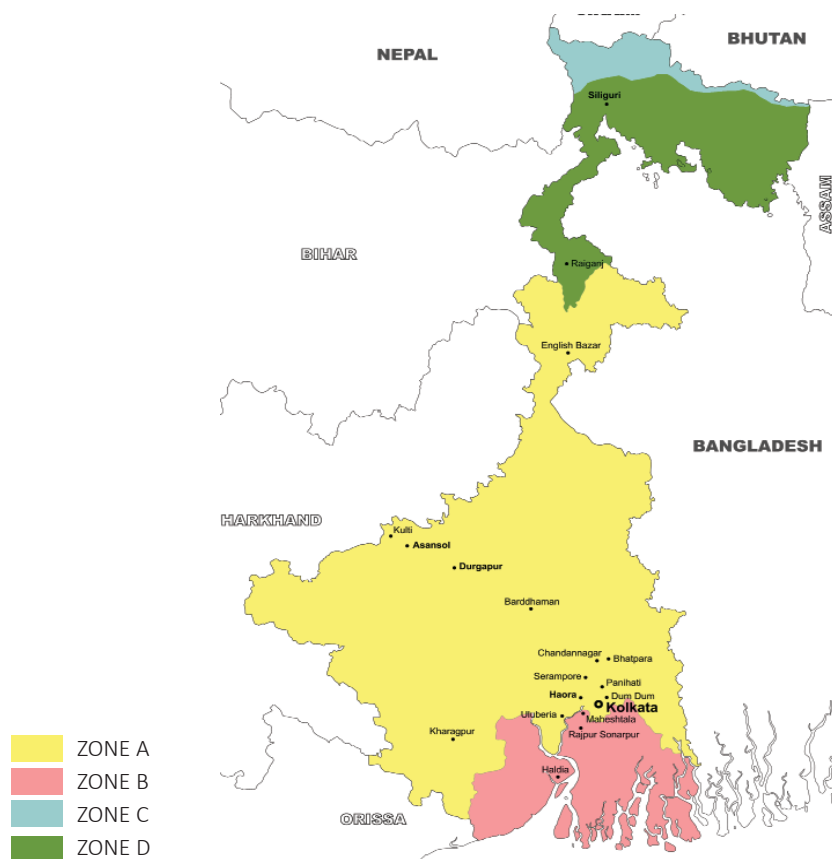 NEPAL
BHUTAN
Siliguri
ASSAM
BIHAR
Raiganj
English Bazar
BANGLADESH
HARKHAND
Kulti
Asansol
Durgapur
Barddhaman
Chandannagar
Bhatpara
Serampore
Panihati
Haora
Dum Dum
Kolkata
Uluberia
Maheshtala
Kharagpur
Rajpur Sonarpur
Haldia
ORISSA
ZONE A
ZONE B
ZONE C
ZONE D